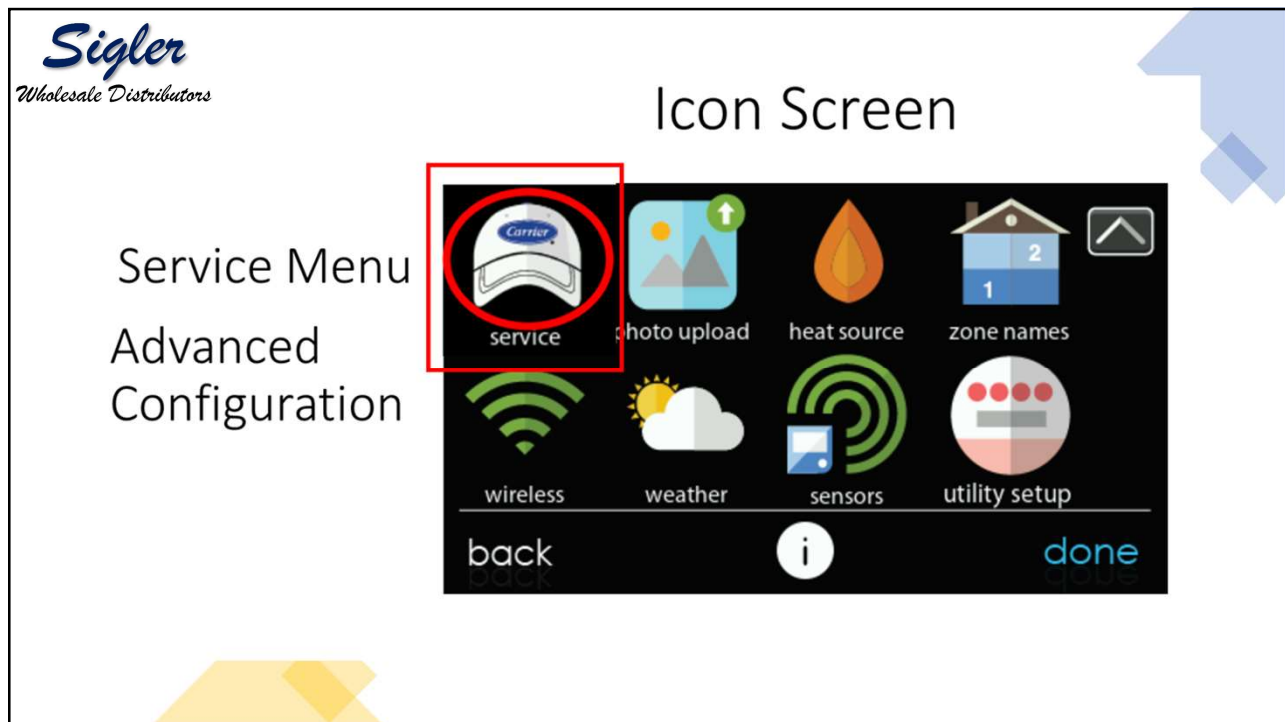 Sigler
Wholesale Distributors
Icon Screen
Service Menu
Advanced
Configuration
Carrier
2
1
service
photo upload
heat source
zone names
wireless
weather
sensors
utility setup
back
i
done